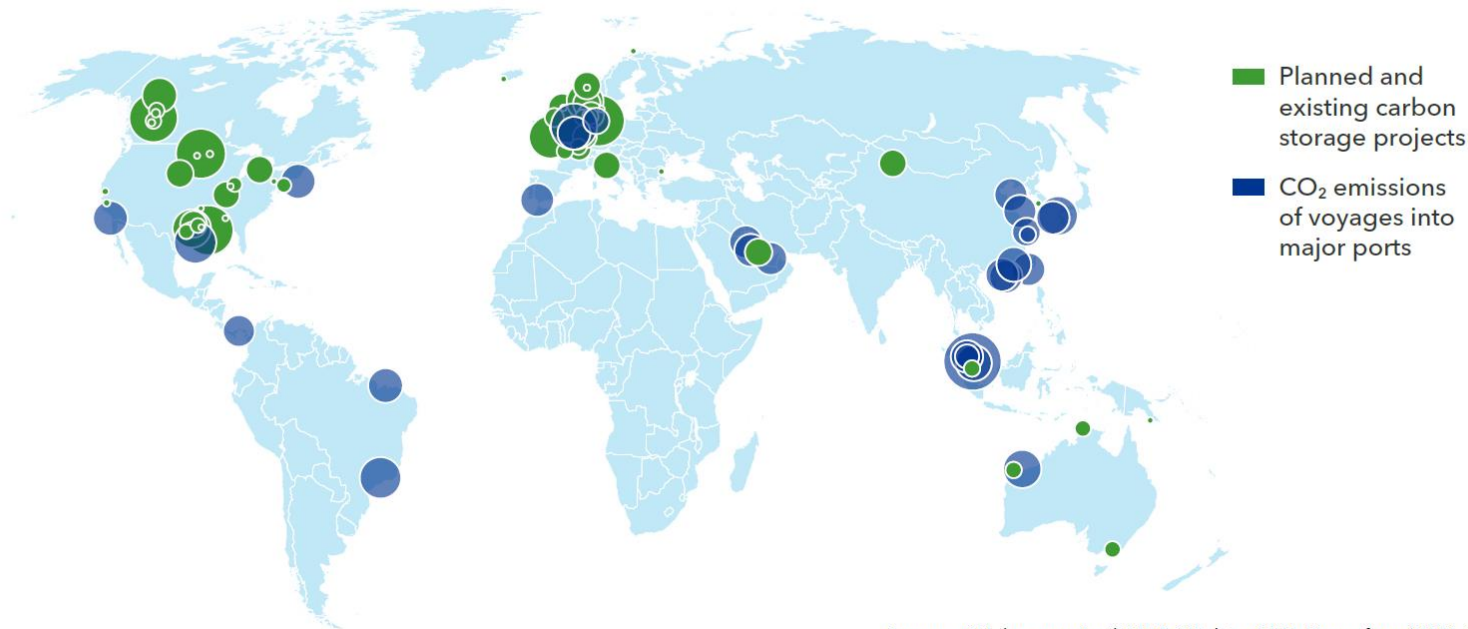 Planned and
existing carbon
storage projects
CO₂ emissions
of voyages into
major ports